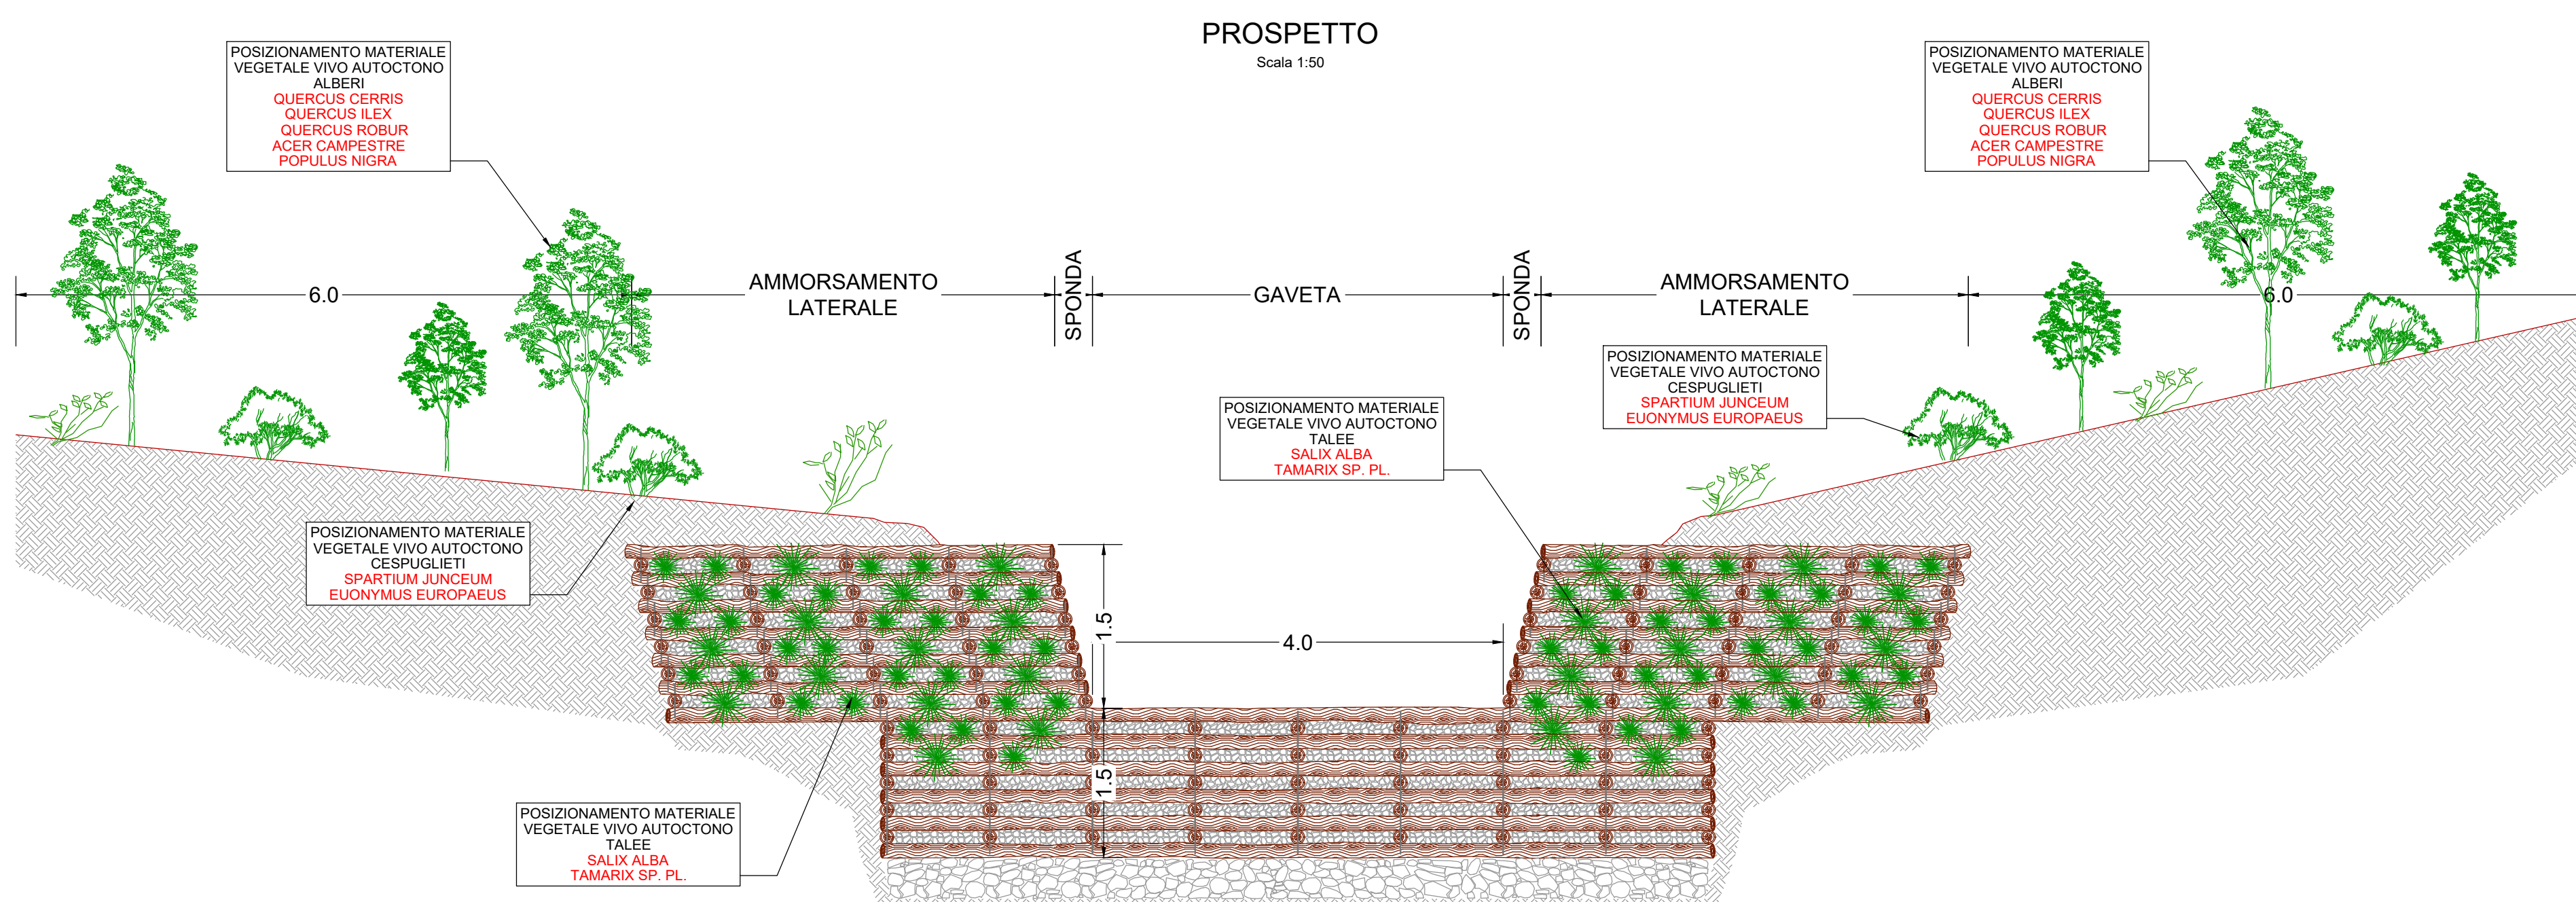 PROSPETTO
Scala 1:50
POSIZIONAMENTO MATERIALE
VEGETALE VIVO AUTOCTONO
ALBERI
QUERCUS CERRIS
QUERCUS ILEX
QUERCUS ROBUR
ACER CAMPESTRE
POPULUS NIGRA
POSIZIONAMENTO MATERIALE
VEGETALE VIVO AUTOCTONO
ALBERI
QUERCUS CERRIS
QUERCUS ILEX
QUERCUS ROBUR
ACER CAMPESTRE
POPULUS NIGRA
6.0
AMMORSAMENTO
LATERALE
SPONDA
GAVETA
SPONDA
AMMORSAMENTO
LATERALE
6.0
POSIZIONAMENTO MATERIALE
VEGETALE VIVO AUTOCTONO
CESPUGLIETI
SPARTIUM JUNCEUM
EUONYMUS EUROPAEUS
POSIZIONAMENTO MATERIALE
VEGETALE VIVO AUTOCTONO
TALEE
SALIX ALBA
TAMARIX SP. PL.
POSIZIONAMENTO MATERIALE
VEGETALE VIVO AUTOCTONO
CESPUGLIETI
SPARTIUM JUNCEUM
EUONYMUS EUROPAEUS
1.5
4.0
1.5
POSIZIONAMENTO MATERIALE
VEGETALE VIVO AUTOCTONO
TALEE
SALIX ALBA
TAMARIX SP. PL.